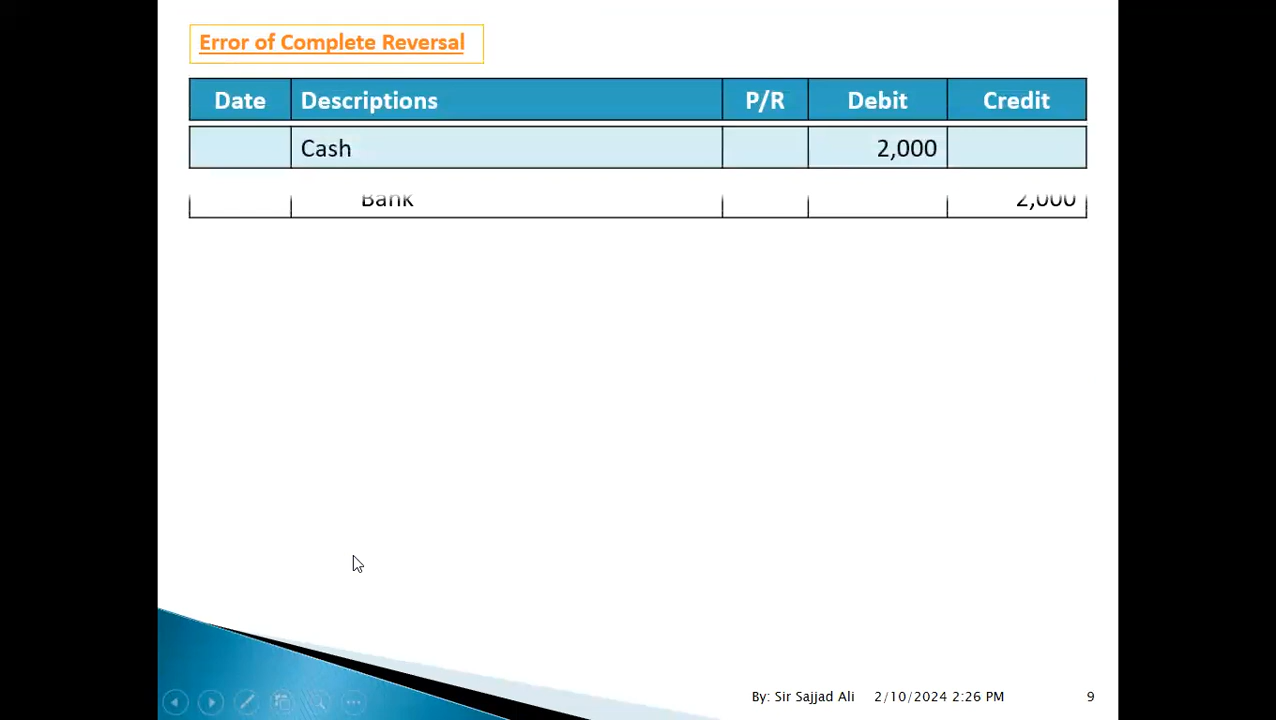 Error of Complete Reversal
Date Descriptions P/R Debit Credit
Cash 2,000
Bank 2,000
By: Sir Sajjad Ali 2/10/2024 2:26 PM 9